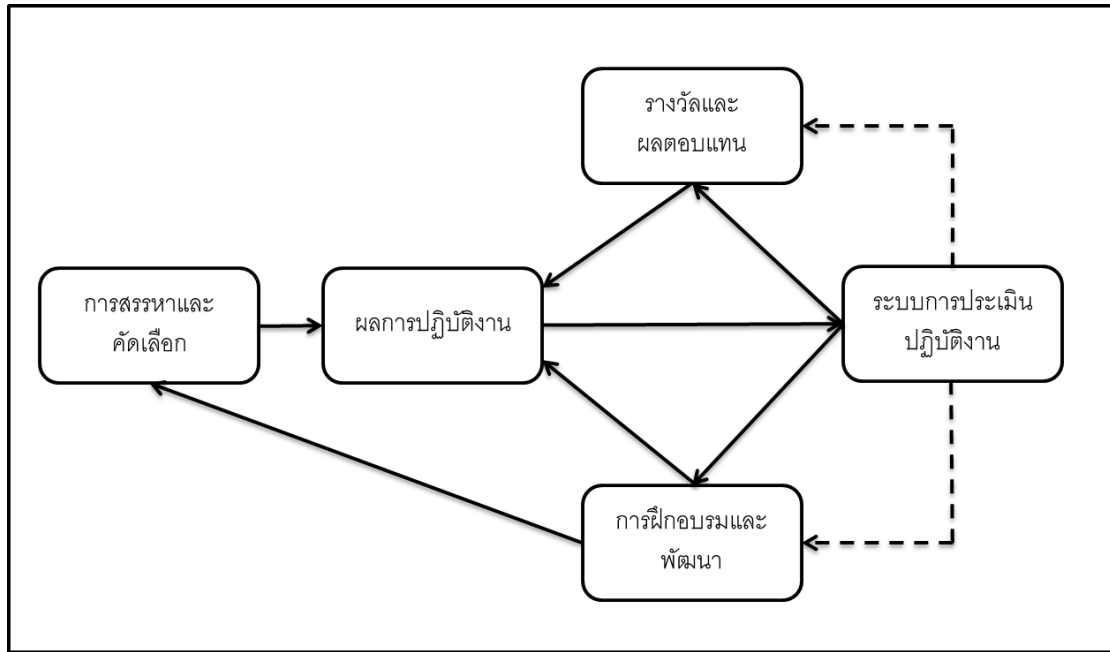 รางวัลและ
ผลตอบแทน
การสรรหาและ
คัดเลือก
ผลการปฏิบัติงาน
ระบบการประเมิน
ปฏิบัติงาน
การฝึกอบรมและ
พัฒนา